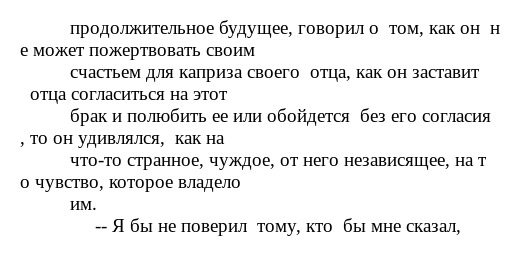 продолжительное будущее, говорил о том, как он н
е может пожертвовать своим
счастьем для каприза своего отца, как он заставит
отца согласиться на этот
брак и полюбить ее или обойдется без его согласия
, то он удивлялся, как на
что-то странное, чуждое, от него независящее, на т
о чувство, которое владело
им.
-- Я бы не поверил тому, кто бы мне сказал,